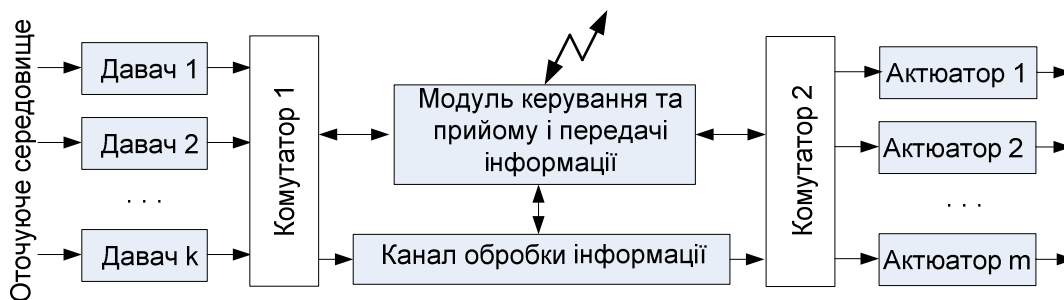 Оточуюче середовище
Давач 1
Давач 2
. . .
Давач k
Комутатор 1
Модуль керування та
прийому і передачі
інформації
Канал обробки інформації
Комутатор 2
Актюатор 1
Актюатор 2
. . .
Актюатор m